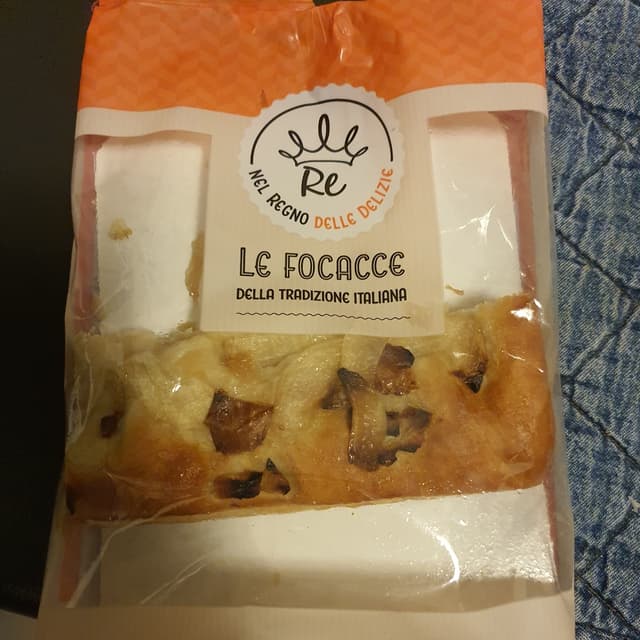 Re
NEL REGNO DELLE DELIZIE
LE FOCACCE
DELLA TRADIZIONE ITALIANA